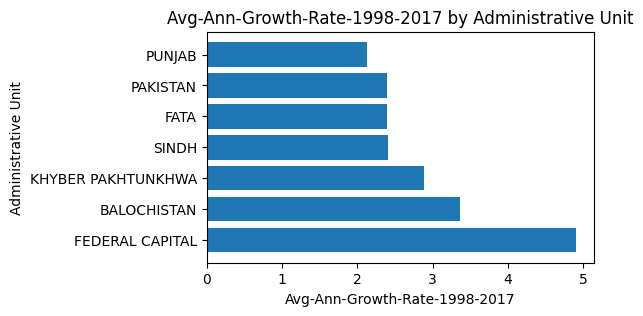 Avg-Ann-Growth-Rate-1998-2017 by Administrative Unit
Administrative Unit
PUNJAB
PAKISTAN
FATA
SINDH
KHYBER PAKHTUNKHWA
BALOCHISTAN
FEDERAL CAPITAL
0 1 2 3 4 5
Avg-Ann-Growth-Rate-1998-2017